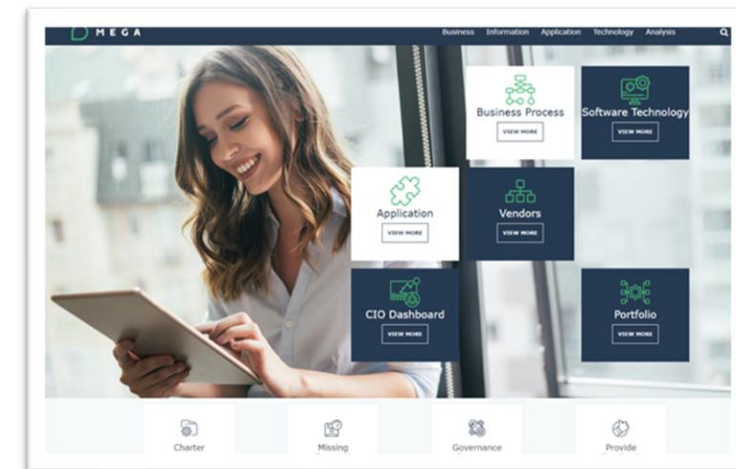 MEGA
Business Information Application Technology Analysis
Business Process
VIEW MORE
Software Technology
VIEW MORE
Application
VIEW MORE
Vendors
VIEW MORE
CIO Dashboard
VIEW MORE
Portfolio
VIEW MORE
Charter
Missing
Governance
Provide